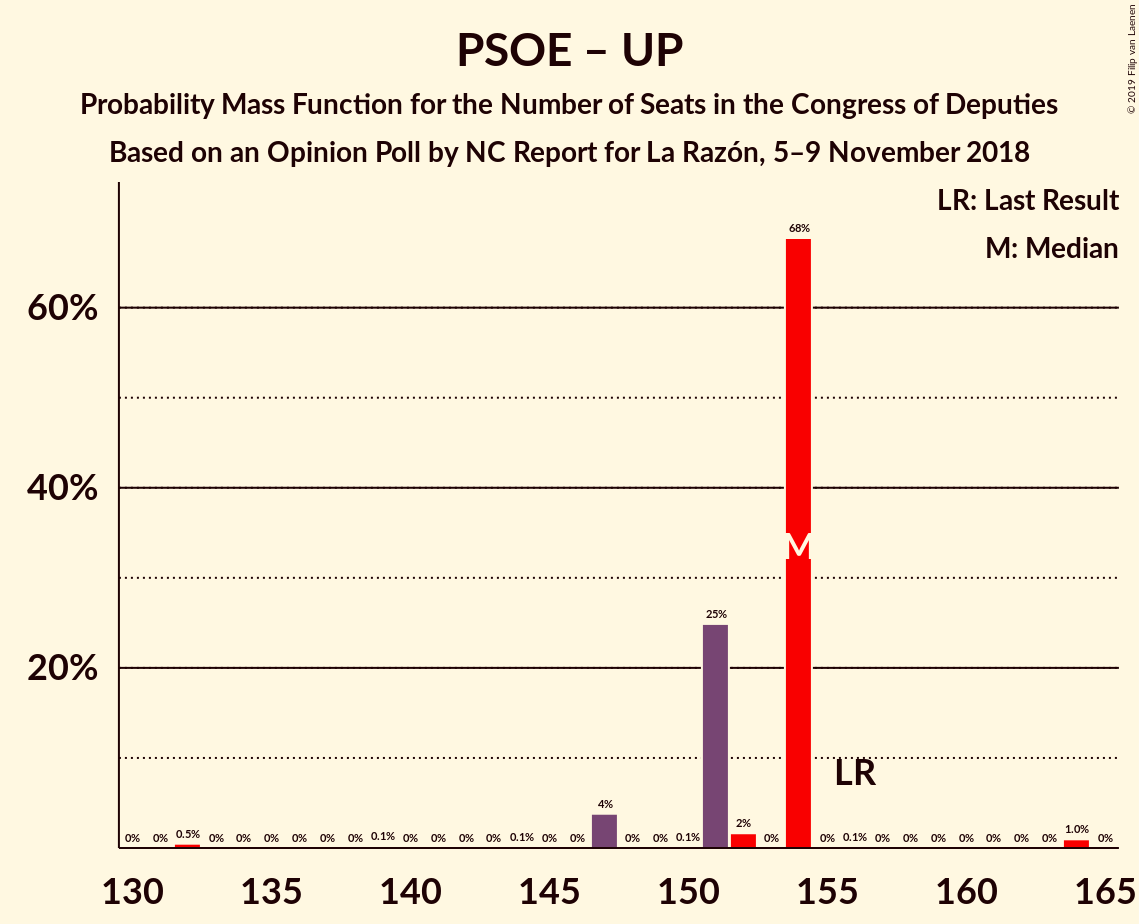 PSOE – UP
Probability Mass Function for the Number of Seats in the Congress of Deputies
Based on an Opinion Poll by NC Report for La Razón, 5–9 November 2018
© 2019 Filip van Laenen
LR: Last Result
M: Median
60%
40%
20%
0% 0% 0.5% 0% 0% 0% 0% 0% 0% 0.1% 0% 0% 0% 0% 0.1% 0% 0% 4% 0% 0% 0.1% 25% 2% 0% 68% 0% 0.1% 0% 0% 0% 0% 0% 0% 0% 1.0% 0%
M
LR
130 135 140 145 150 155 160 165